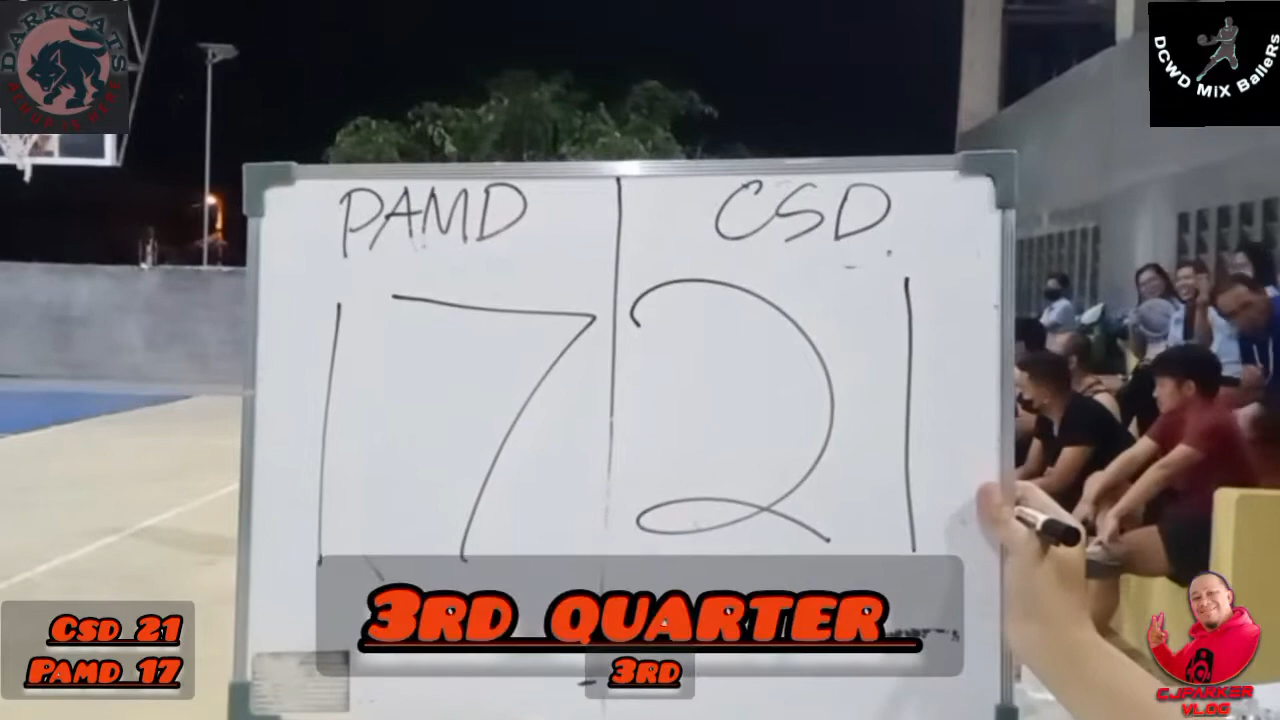 DARKCATS
DCWD MiX BalleRs
PAMD CSD
17 21
3RD QUARTER
3RD
Csd 21
Pamd 17
CJPARKER
VLOG